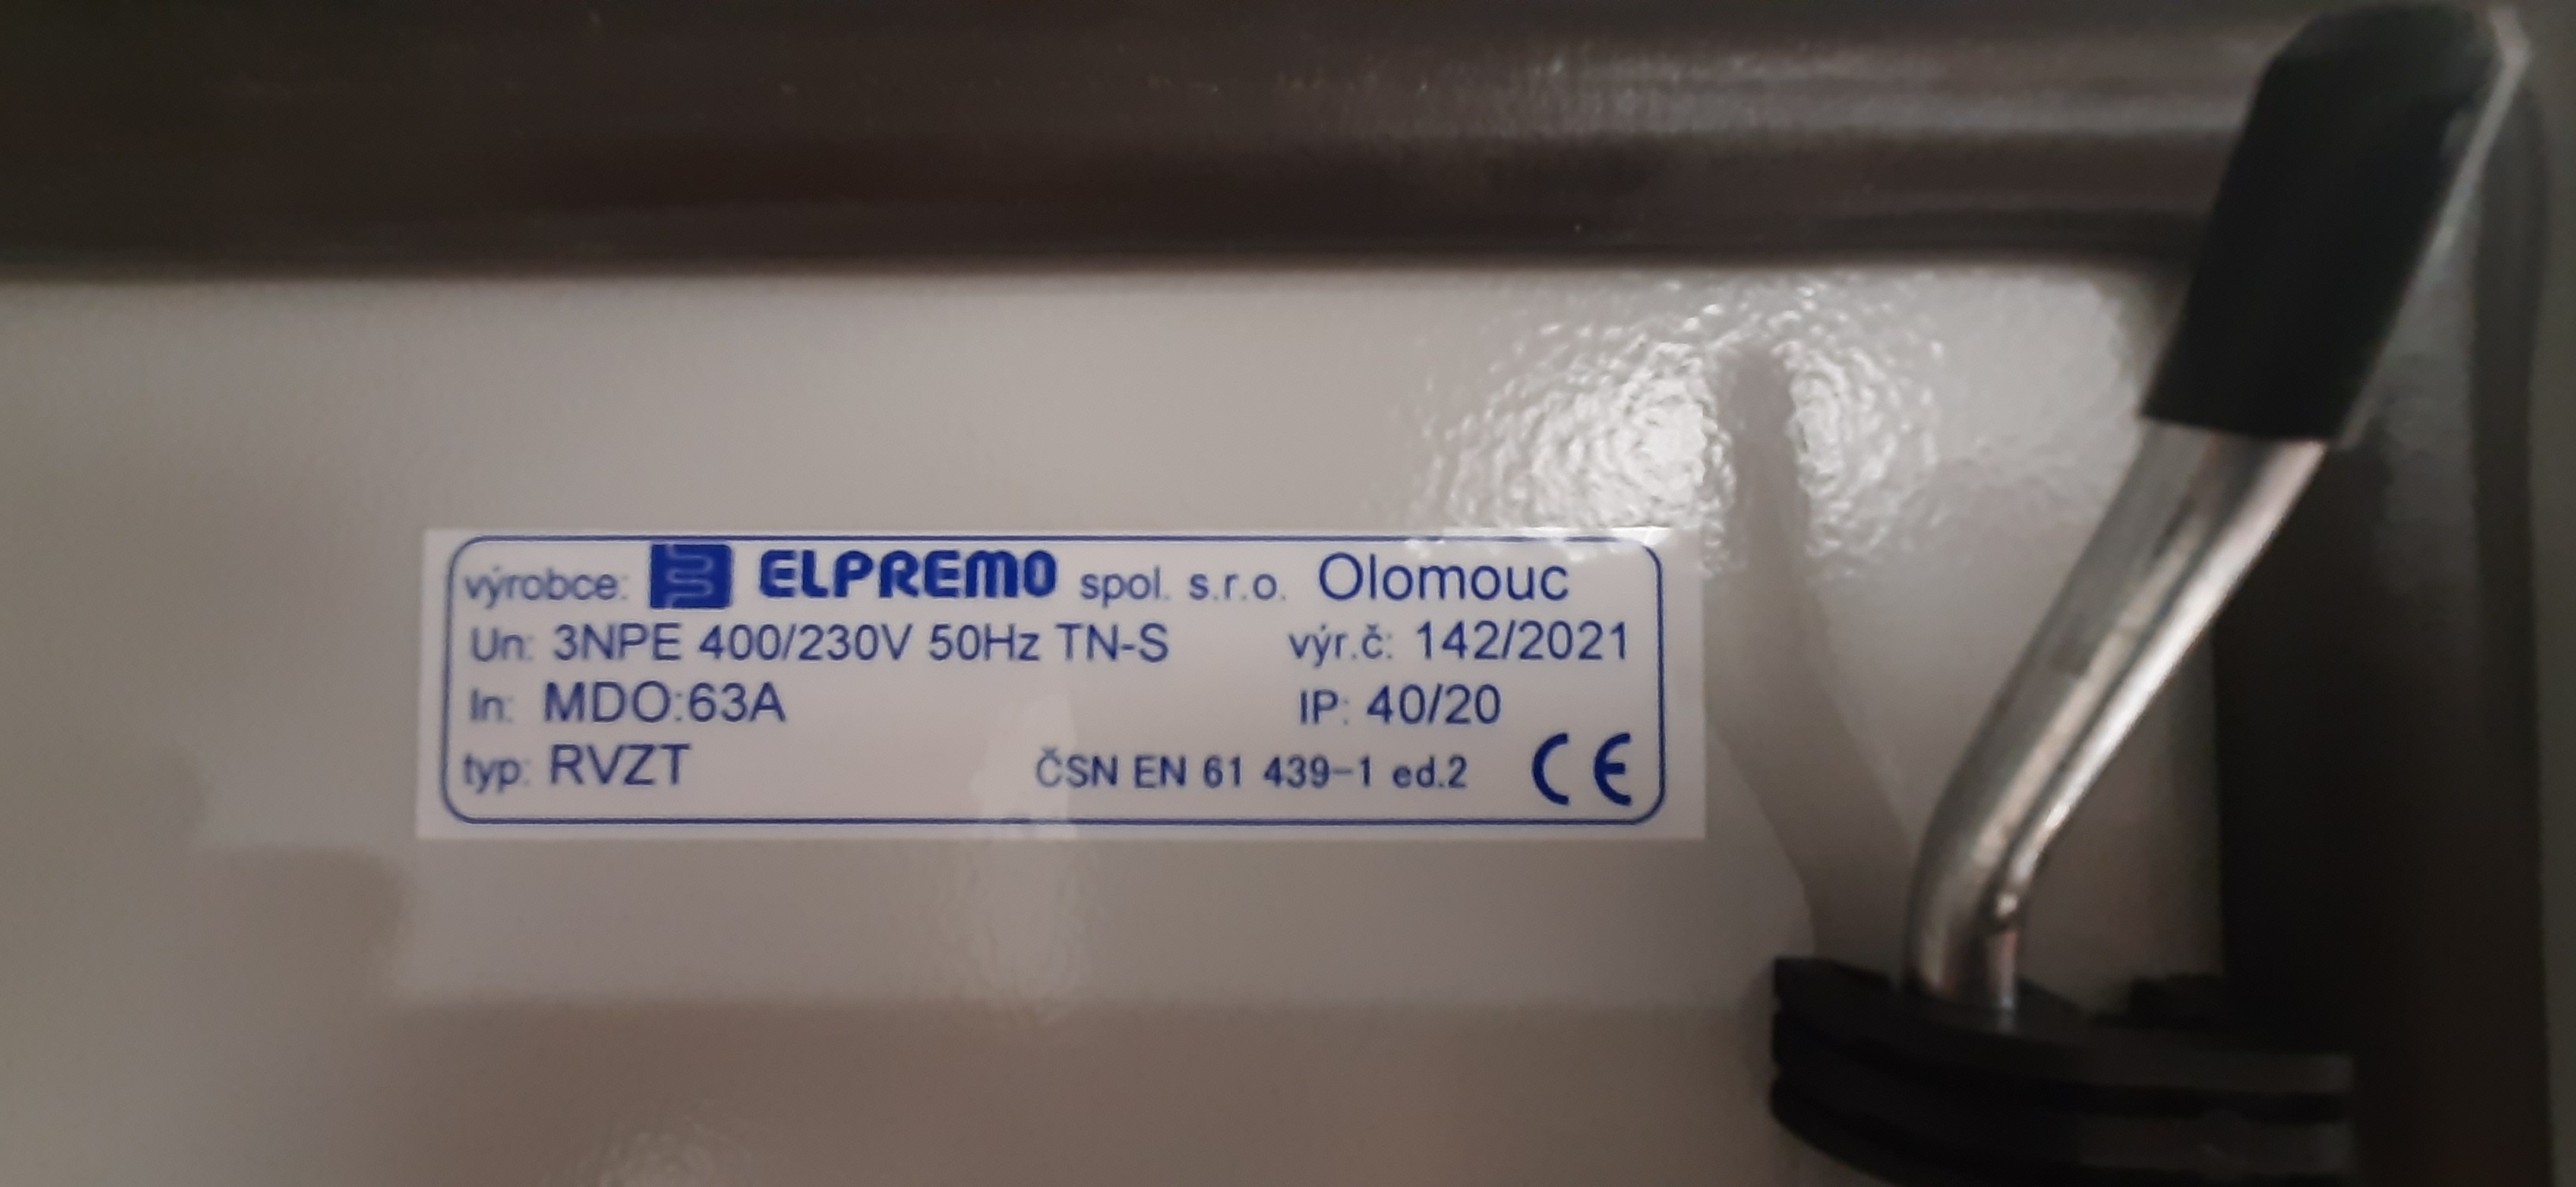 výrobce: ELPREMO spol. s.r.o. Olomouc
Un: 3NPE 400/230V 50Hz TN-S výr.č: 142/2021
In: MDO:63A IP: 40/20
typ: RVZT ČSN EN 61 439-1 ed.2 CE